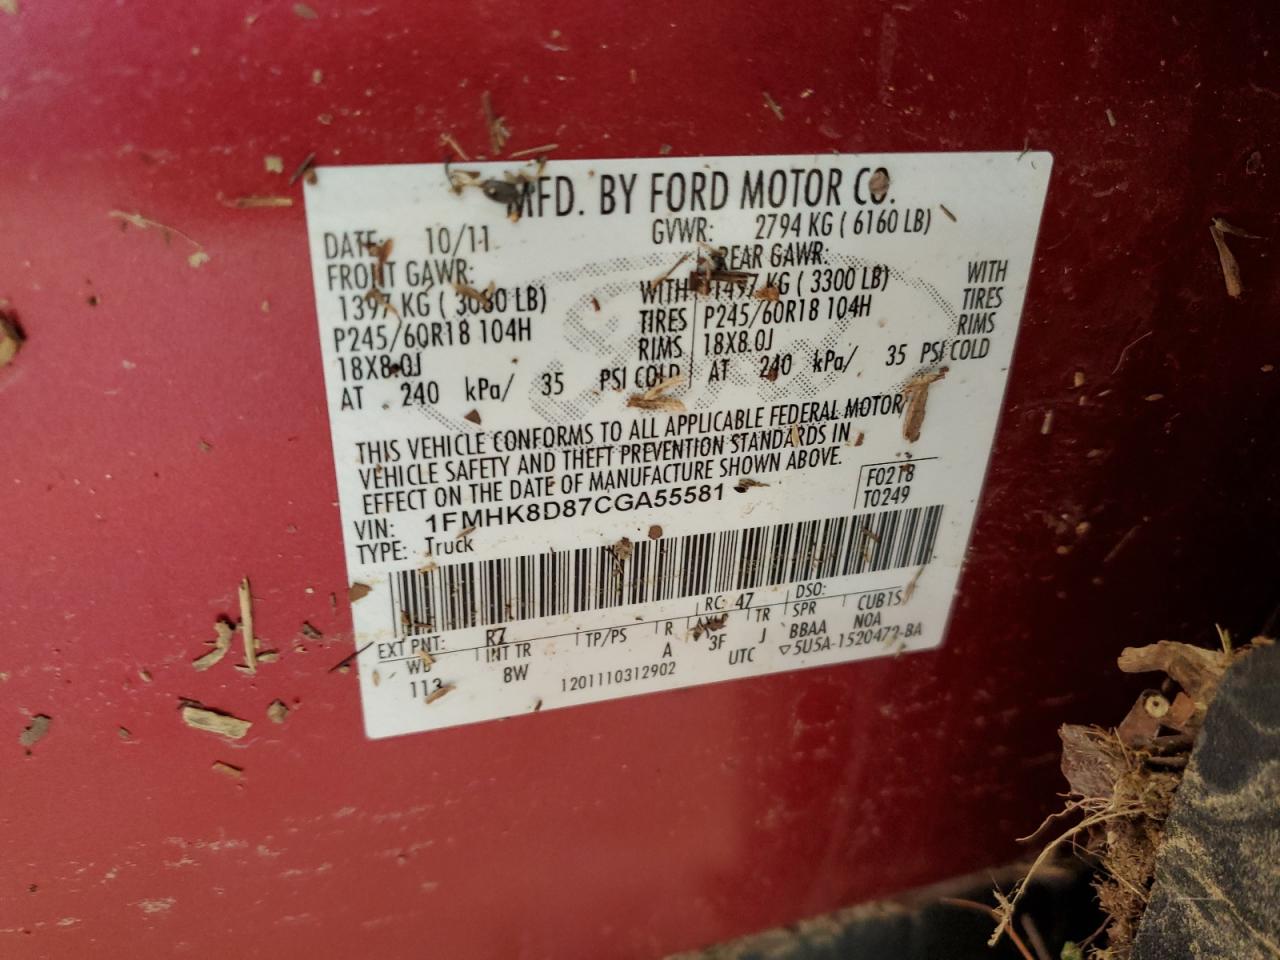 MFD. BY FORD MOTOR CO.
DATE: 10/11 GVWR: 2794 KG ( 6160 LB)
FRONT GAWR: REAR GAWR:
1397 KG ( 3080 LB) WITH 1497 KG ( 3300 LB) WITH
P245/60R18 104H TIRES P245/60R18 104H TIRES
18X8.0J RIMS 18X8.0J RIMS
AT 240 kPa/ 35 PSI COLD AT 240 kPa/ 35 PSI COLD
THIS VEHICLE CONFORMS TO ALL APPLICABLE FEDERAL MOTOR
VEHICLE SAFETY AND THEFT PREVENTION STANDARDS IN
EFFECT ON THE DATE OF MANUFACTURE SHOWN ABOVE.
F0218
T0249
VIN: 1FMHK8D87CGA55581
TYPE: Truck
RC: 47 DSO:
EXT PNT: RZ TP/PS R AXLE TR SPR CUB1S
WB INT TR A 3F J BBAA NOA
113 8W UTC ▽5U5A-1520472-BA
1201110312902